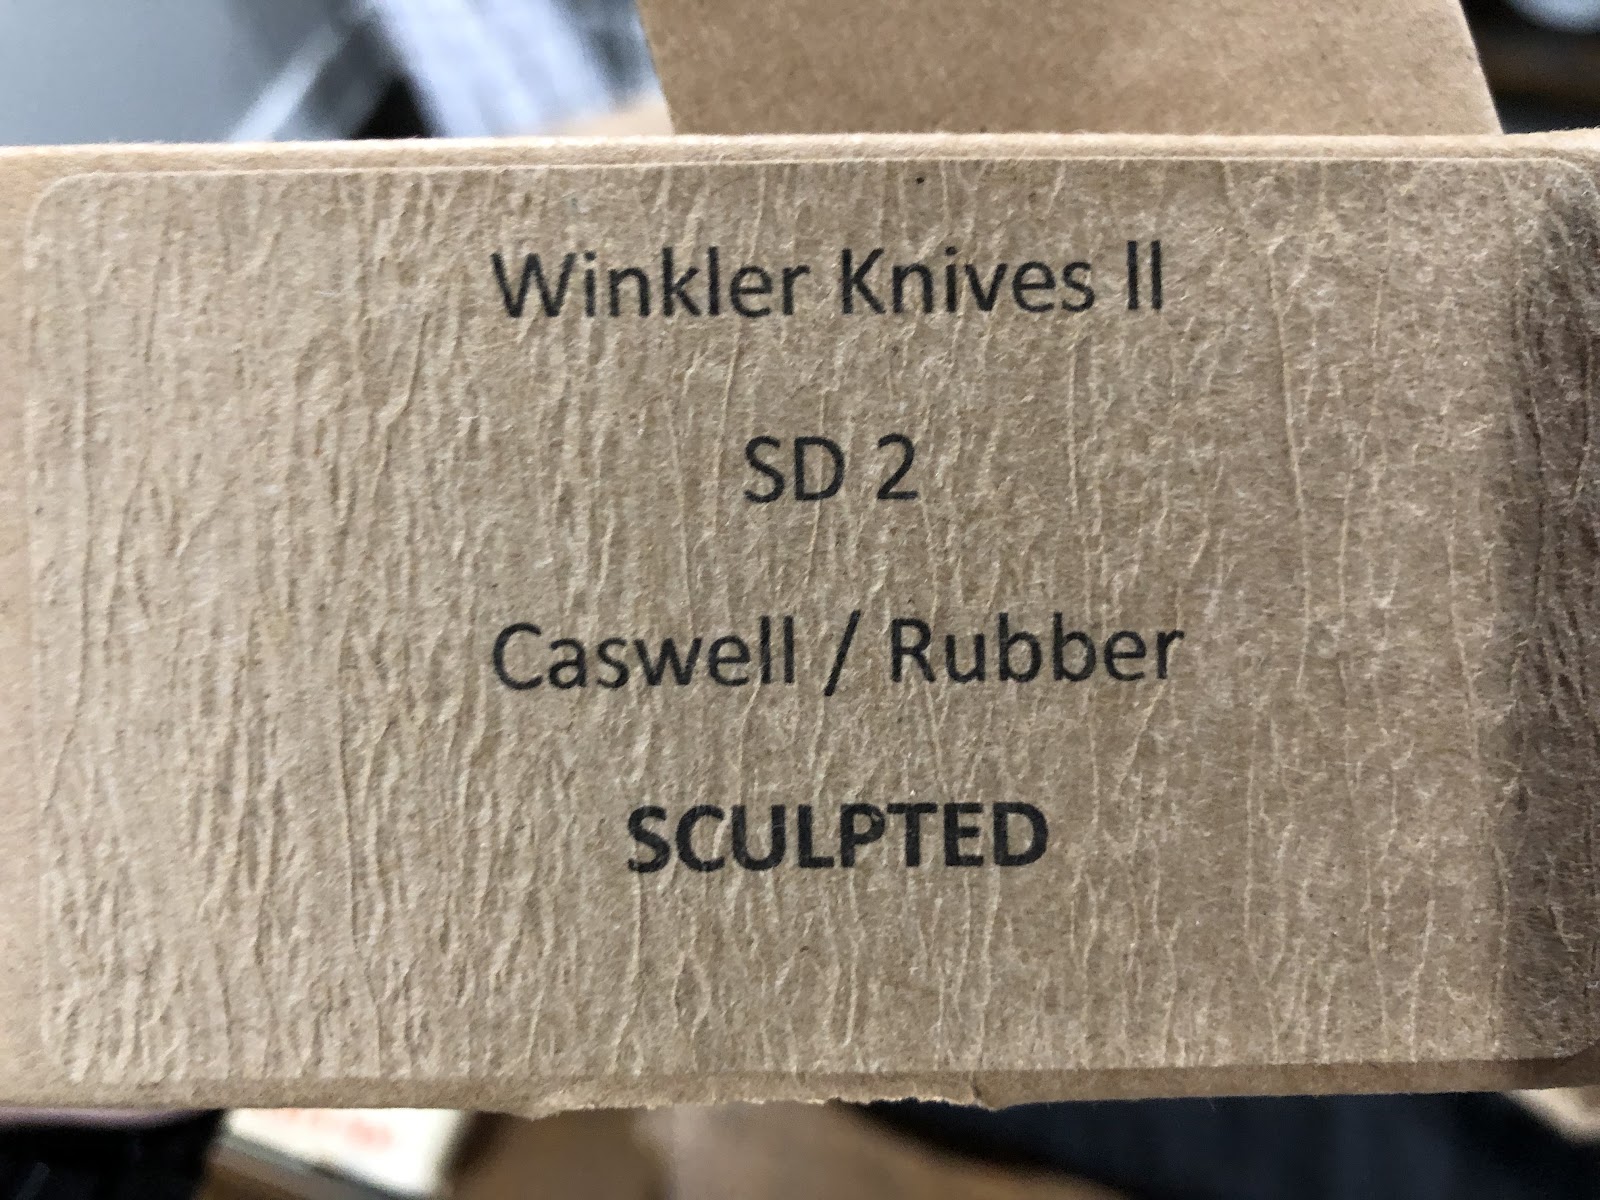 Winkler Knives II
SD 2
Caswell / Rubber
SCULPTED